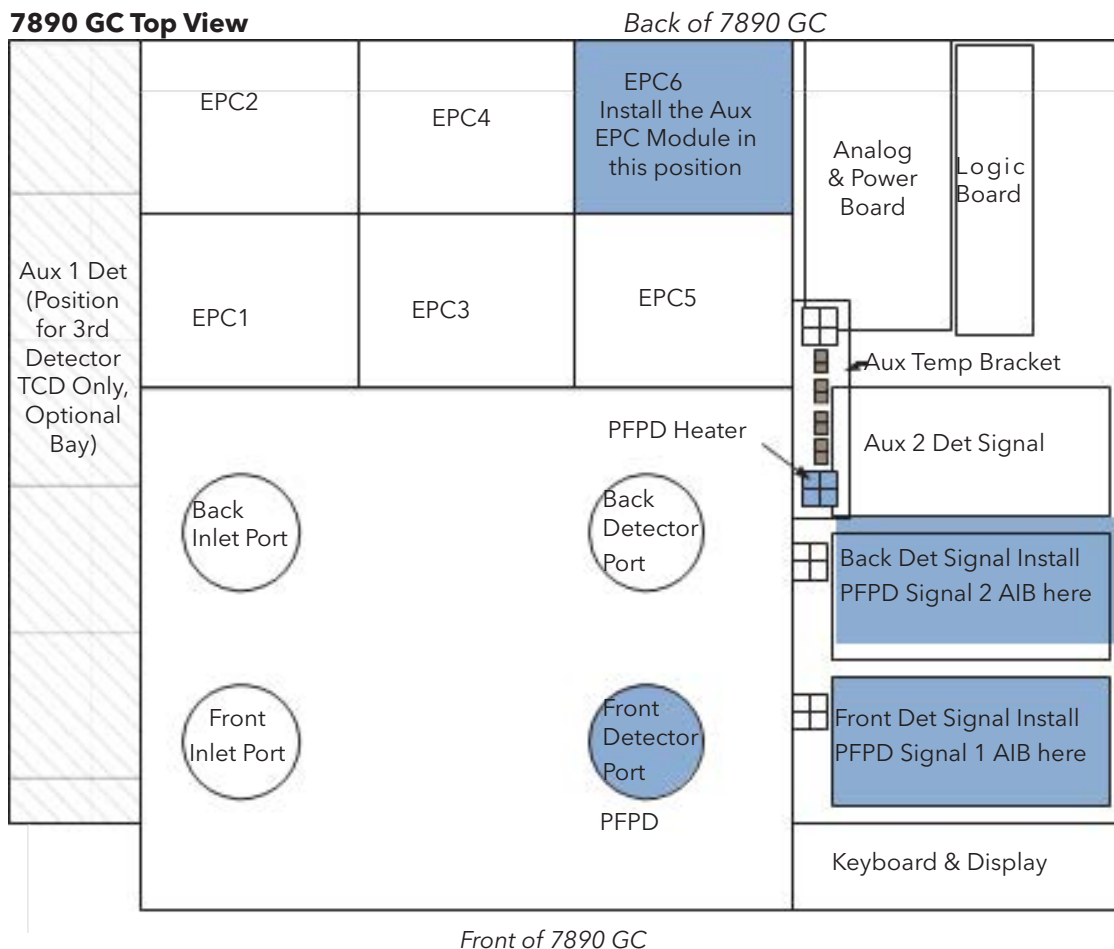 7890 GC Top View
Back of 7890 GC
EPC2
EPC4
EPC6
Install the Aux
EPC Module in
this position
Analog
& Power
Board
Logic
Board
Aux 1 Det
(Position
for 3rd
Detector
TCD Only,
Optional
Bay)
EPC1
EPC3
EPC5
Aux Temp Bracket
PFPD Heater
Aux 2 Det Signal
Back
Inlet Port
Back
Detector
Port
Back Det Signal Install
PFPD Signal 2 AIB here
Front
Inlet Port
Front
Detector
Port
PFPD
Front Det Signal Install
PFPD Signal 1 AIB here
Keyboard & Display
Front of 7890 GC